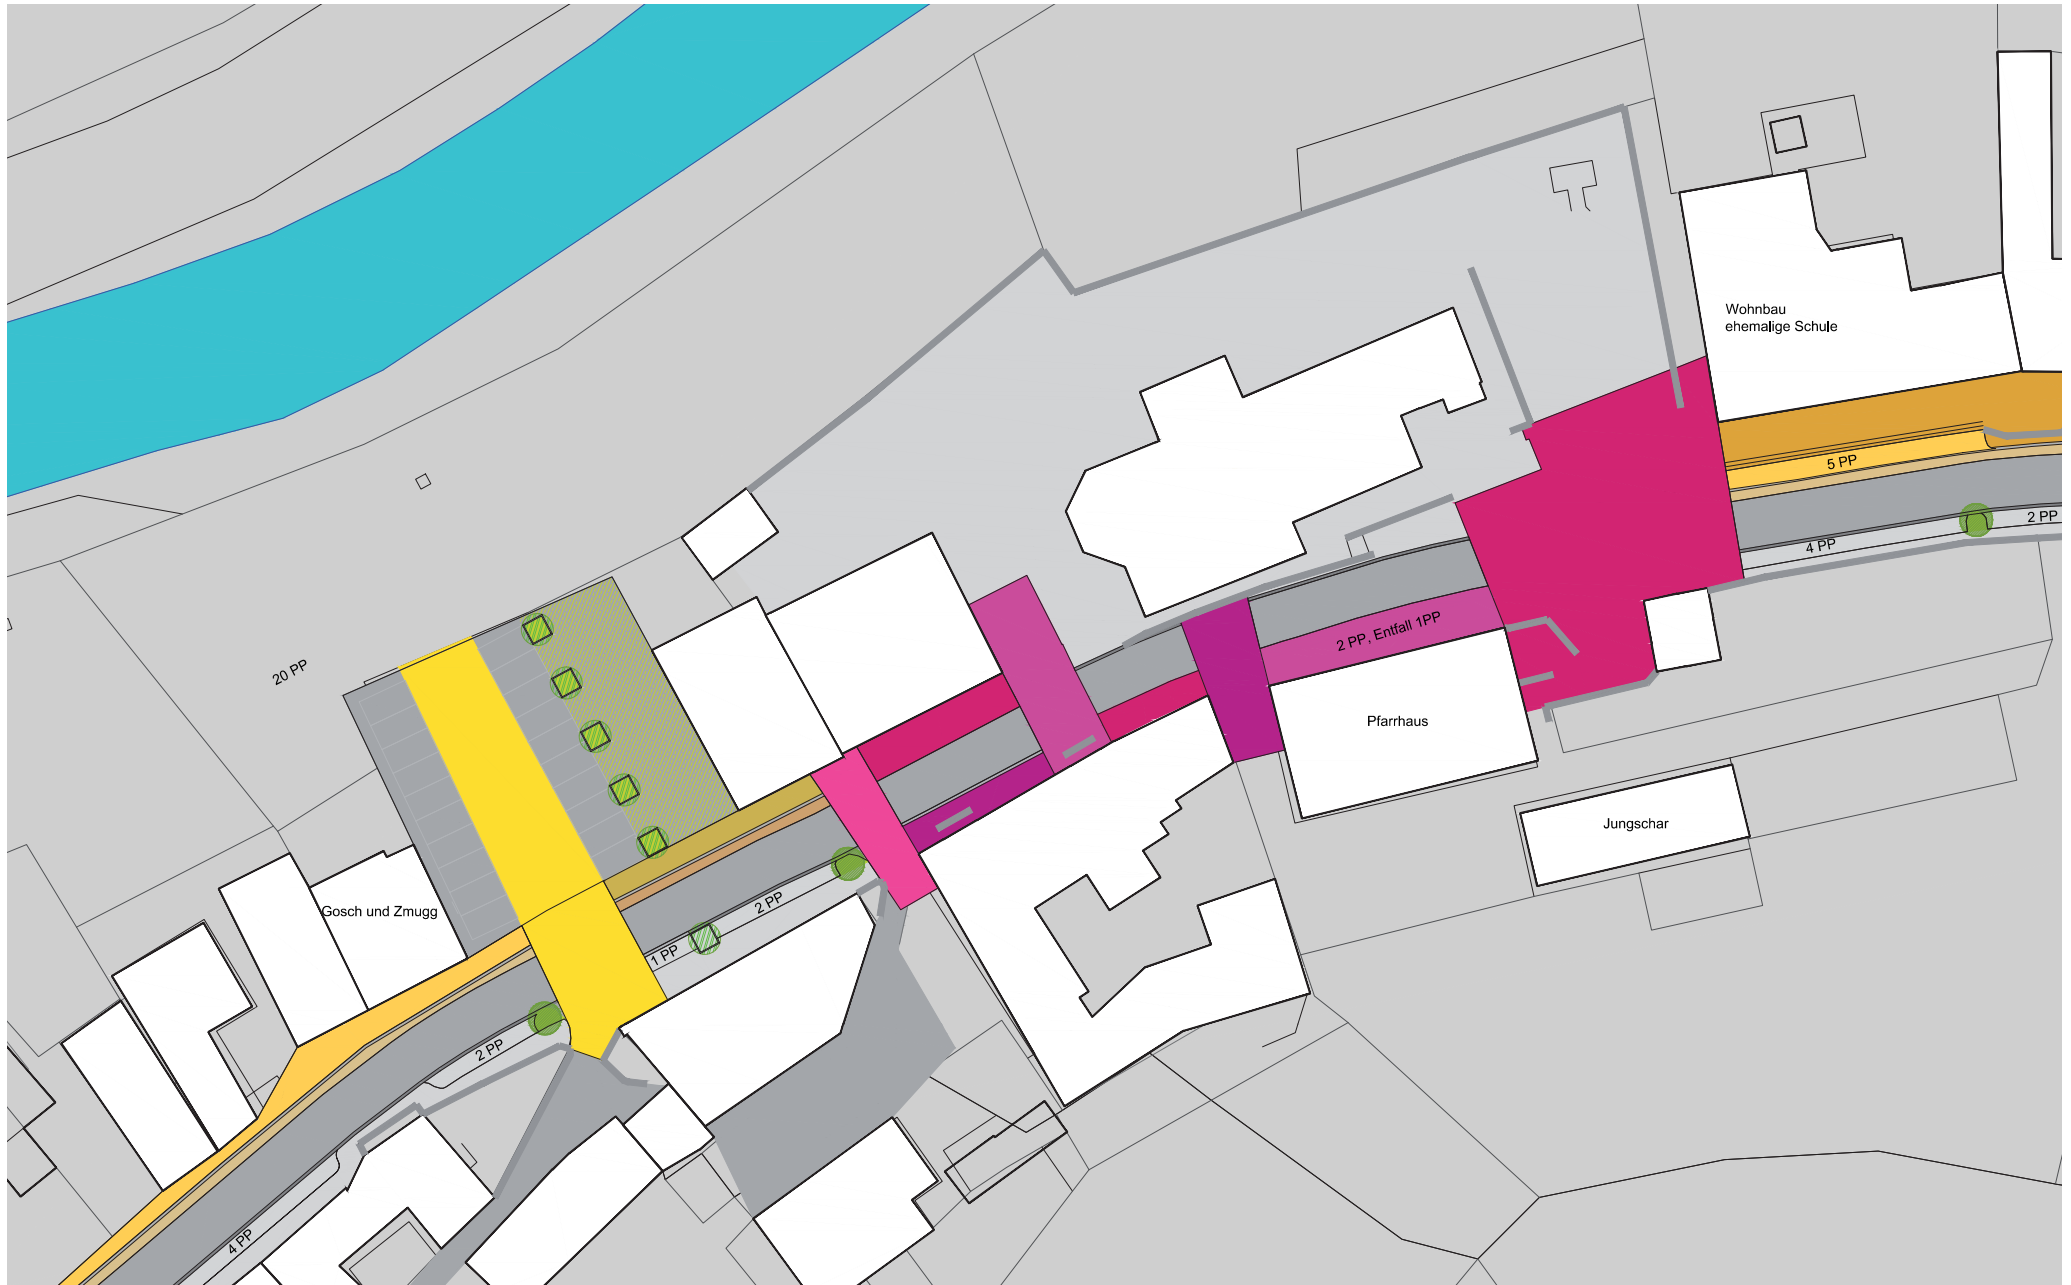 Wohnbau
ehemalige Schule
5 PP
2 PP
4 PP
2 PP, Entfall 1PP
20 PP
Pfarrhaus
Jungschar
2 PP
Gosch und Zmugg
1 PP
2 PP
4 PP